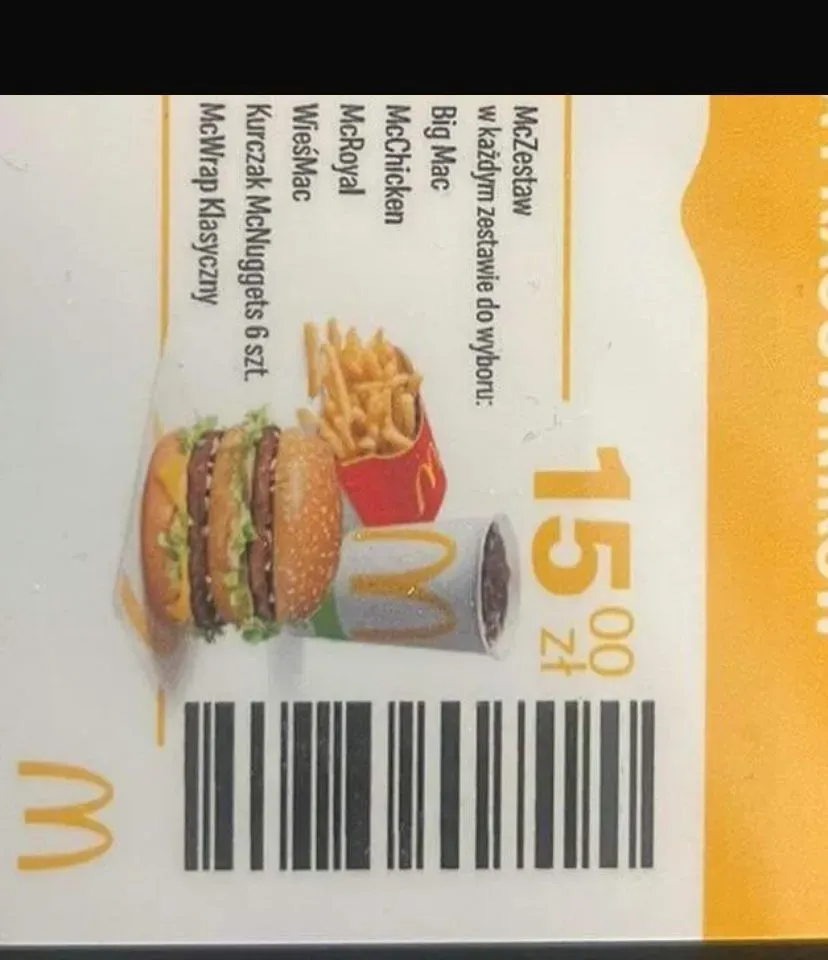 McZestaw
w każdym zestawie do wyboru:
Big Mac
McChicken
McRoyal
WieśMac
Kurczak McNuggets 6 szt.
McWrap Klasyczny
15 00 zł